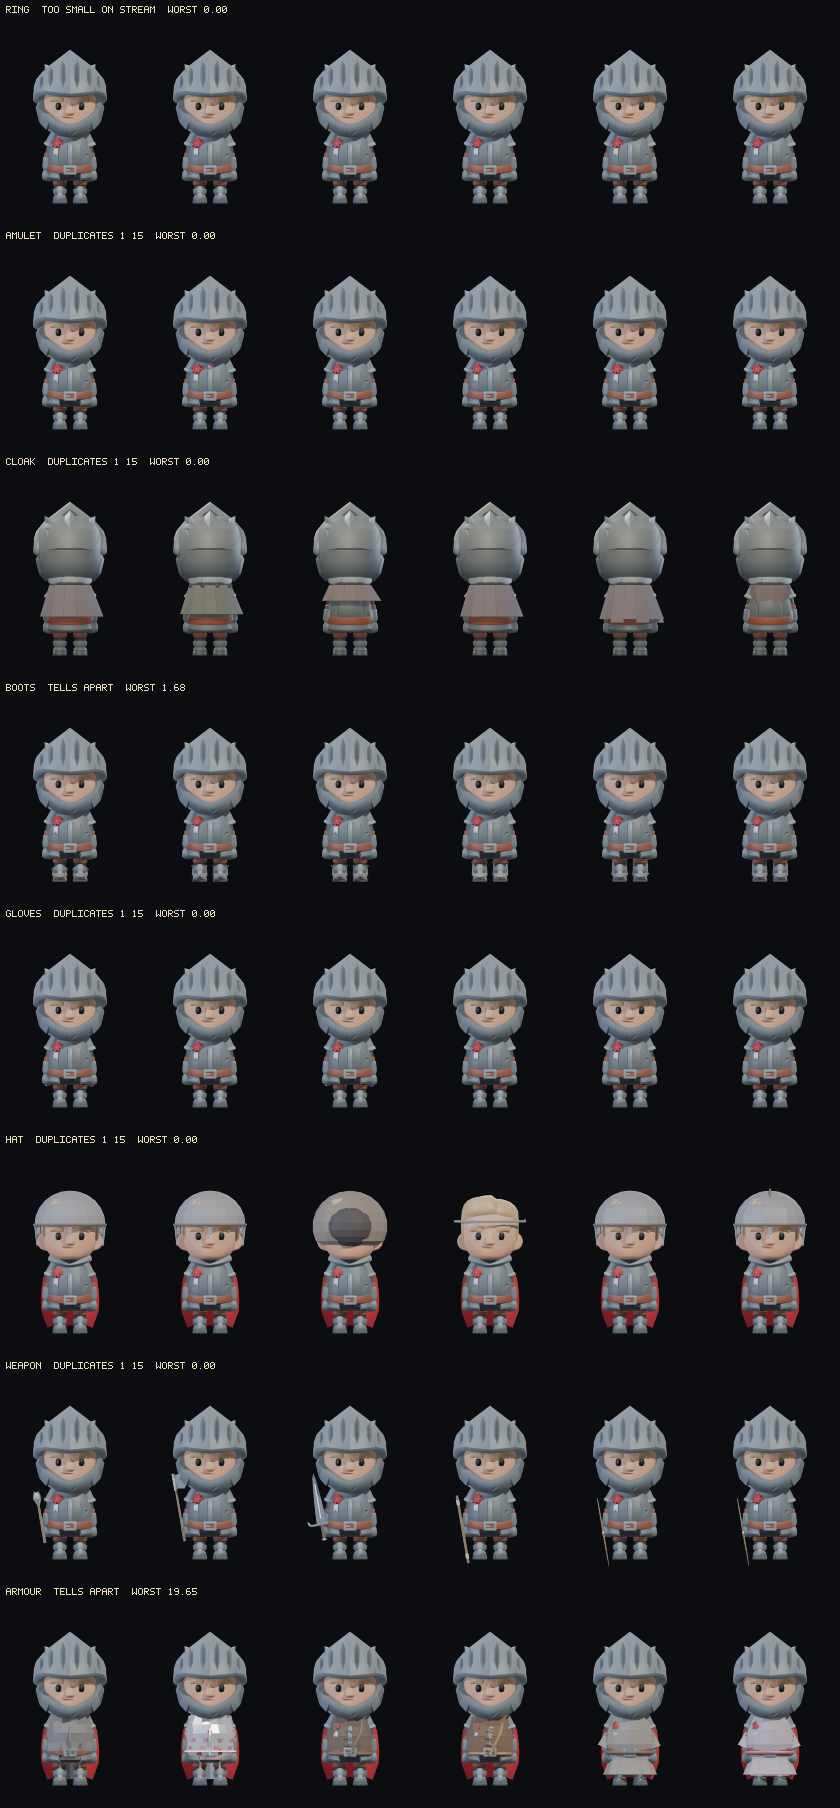 RING  TOO SMALL ON STREAM  WORST 0.00
AMULET  DUPLICATES 1 15  WORST 0.00
CLOAK  DUPLICATES 1 15  WORST 0.00
BOOTS  TELLS APART  WORST 1.68
GLOVES  DUPLICATES 1 15  WORST 0.00
HAT  DUPLICATES 1 15  WORST 0.00
WEAPON  DUPLICATES 1 15  WORST 0.00
ARMOUR  TELLS APART  WORST 19.65